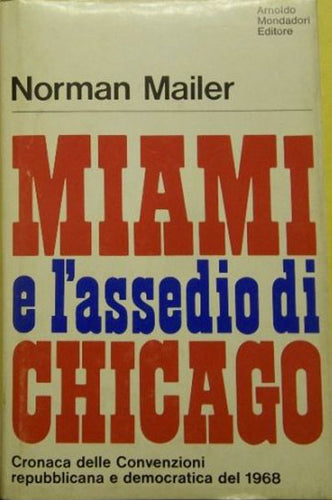 Arnoldo
Mondadori
Editore
Norman Mailer
MIAMI
e l'assedio di
CHICAGO
Cronaca delle Convenzioni
repubblicana e democratica del 1968